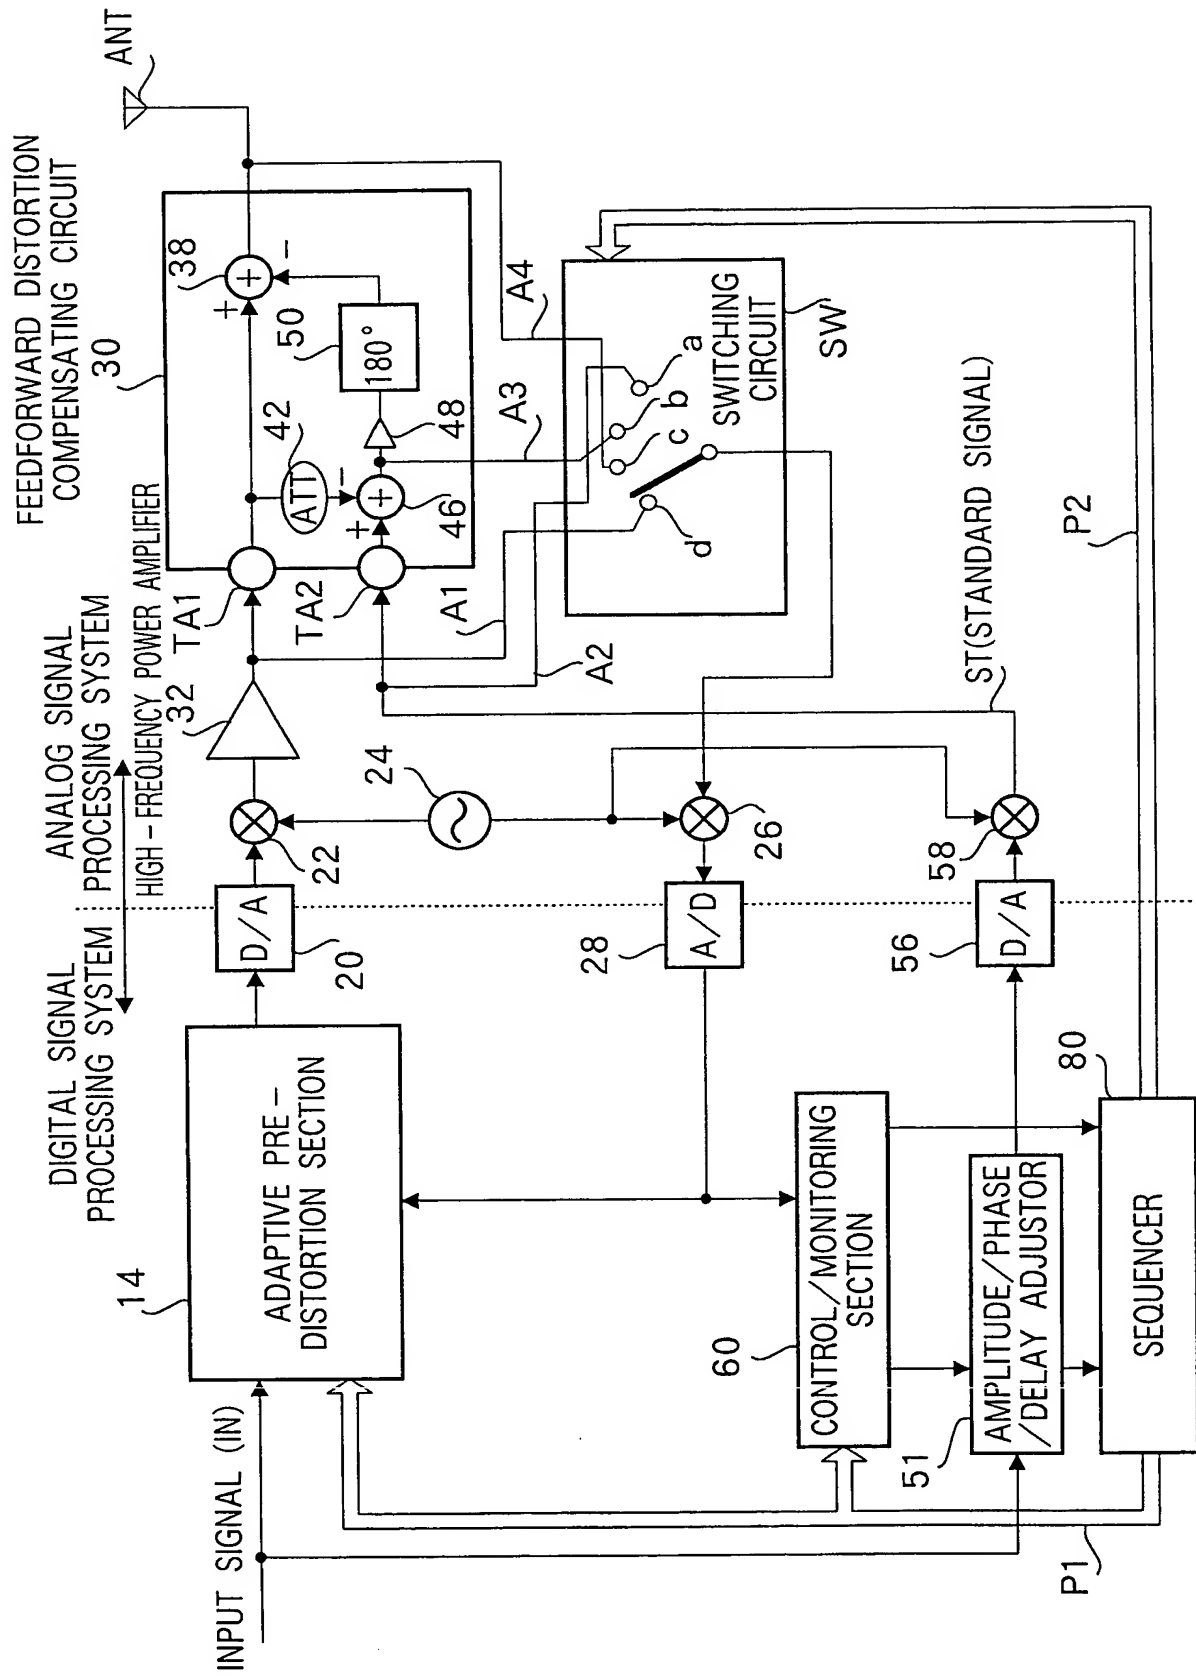 FEEDFORWARD DISTORTION
COMPENSATING CIRCUIT
DIGITAL SIGNAL
PROCESSING SYSTEM
ANALOG SIGNAL
PROCESSING SYSTEM
HIGH-FREQUENCY POWER AMPLIFIER
30
ANT
INPUT SIGNAL (IN)
14
ADAPTIVE PRE-
DISTORTION SECTION
D/A
20
22
32
TA1
+
+
38
-
42
ATT
-
50
180°
48
+
+
46
TA2
24
A1
A2
A3
A4
a
b
c
d
SWITCHING
CIRCUIT
SW
28
A/D
26
60
CONTROL/MONITORING
SECTION
51
AMPLITUDE/PHASE
/DELAY ADJUSTOR
56
D/A
58
ST(STANDARD SIGNAL)
80
SEQUENCER
P1
P2